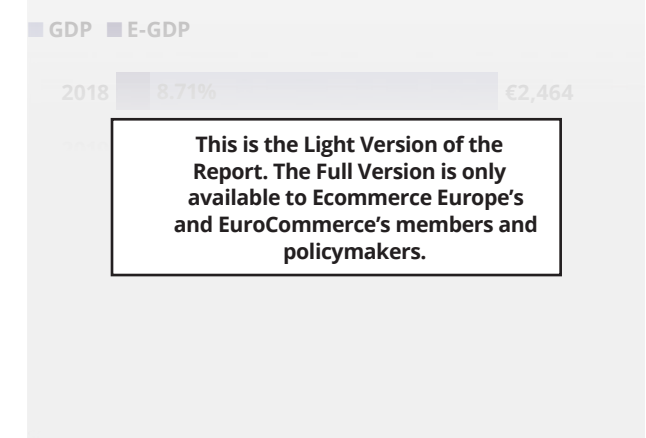 GDP E-GDP
2018 8.71% €2,464
This is the Light Version of the
Report. The Full Version is only
available to Ecommerce Europe’s
and EuroCommerce’s members and
policymakers.